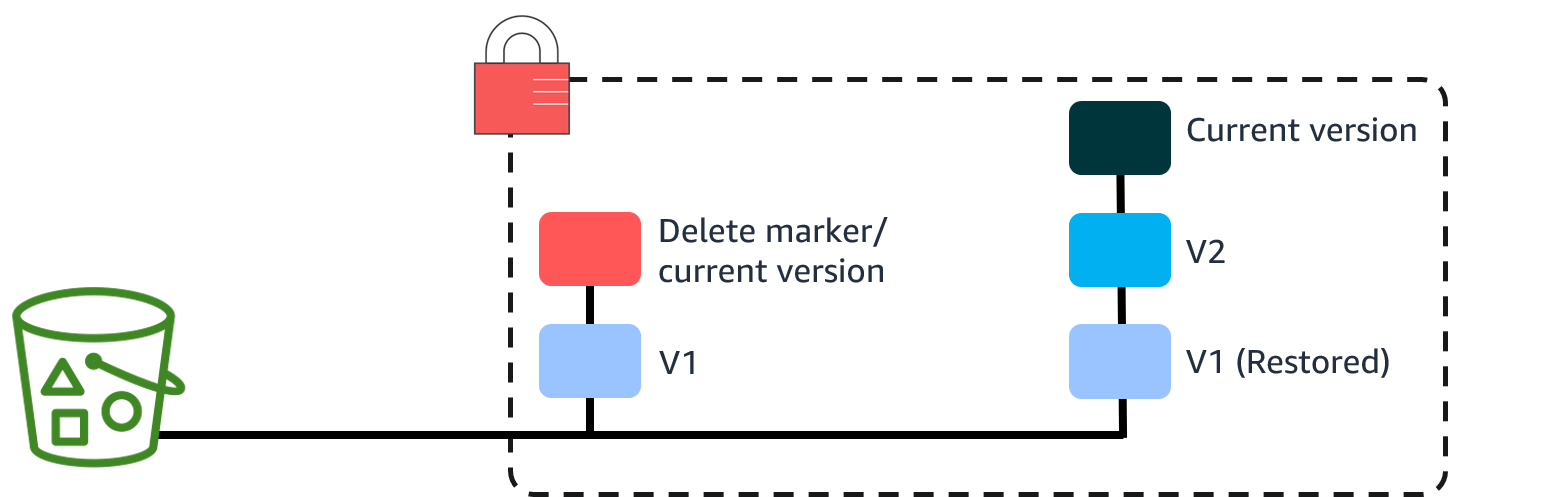 Delete marker/
current version
V1
Current version
V2
V1 (Restored)